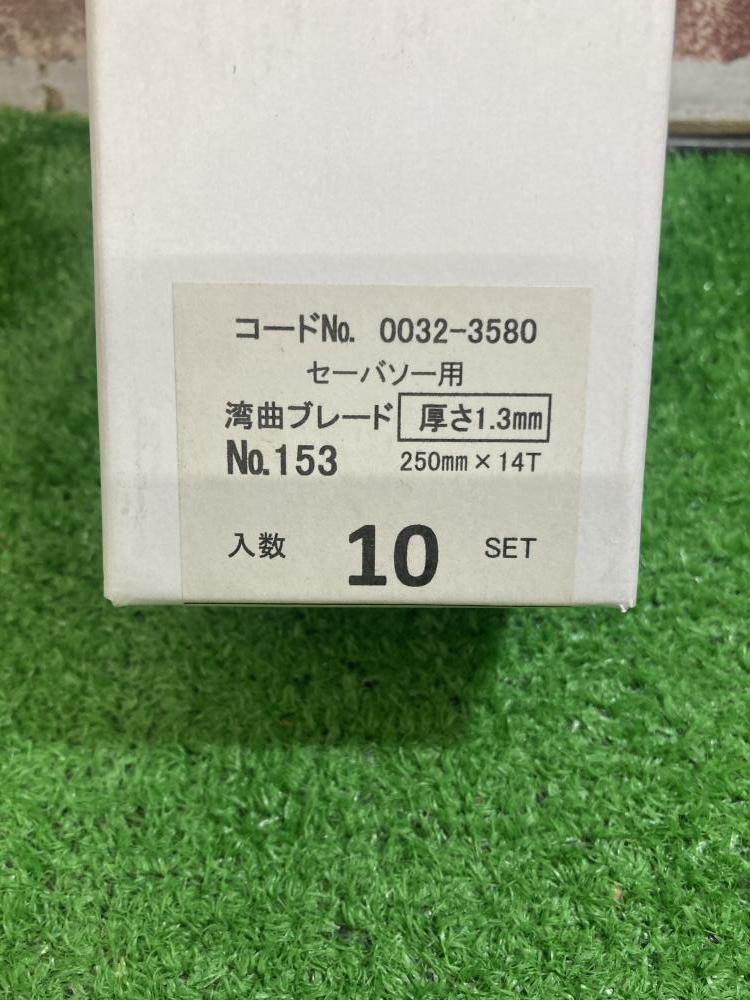 コードNo. 0032-3580
セーバソー用
湾曲ブレード 厚さ1.3mm
No.153 250mm×14T
入数 10 SET